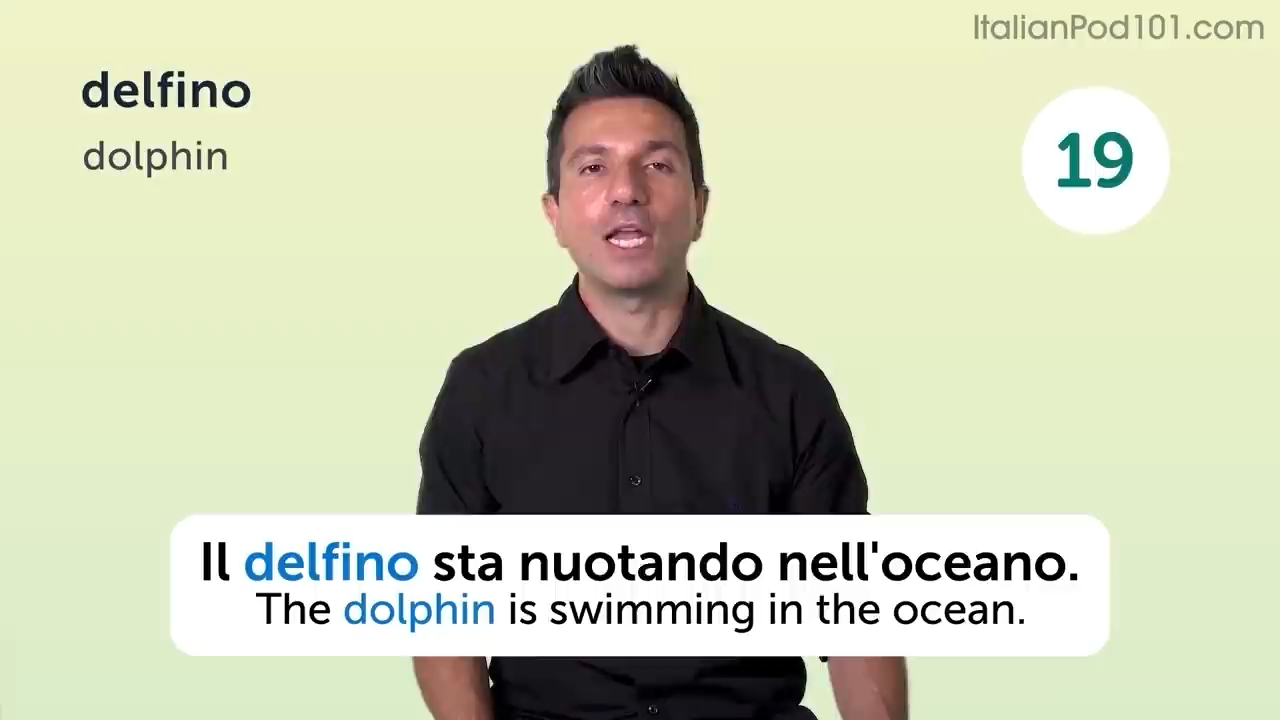 ItalianPod101.com
delfino
dolphin
19
Il delfino sta nuotando nell'oceano.
The dolphin is swimming in the ocean.